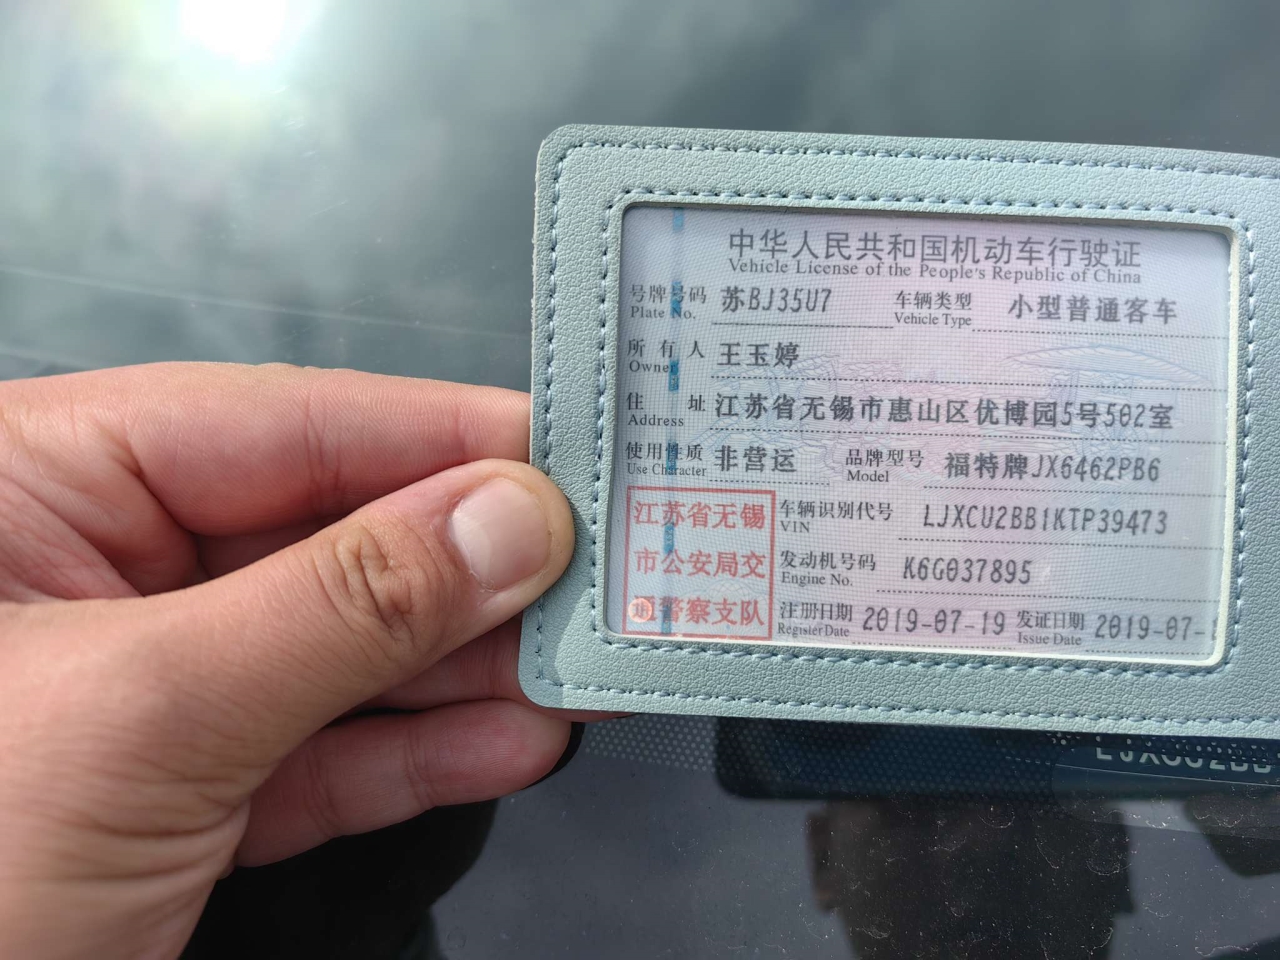 中华人民共和国机动车行驶证
Vehicle License of the People's Republic of China
号牌号码 苏BJ35U7 车辆类型 小型普通客车
Plate No. Vehicle Type
所有人 王玉婷
Owner
住址 江苏省无锡市惠山区优博园5号502室
Address
使用性质 非营运 品牌型号 福特牌JX6462PB6
Use Character Model
江苏省无锡市公安局交通警察支队
车辆识别代号 LJXCU2BB1KTP39473
VIN
发动机号码 K6G037895
Engine No.
注册日期 2019-07-19 发证日期 2019-07-
Register Date Issue Date
LJXCU2BB